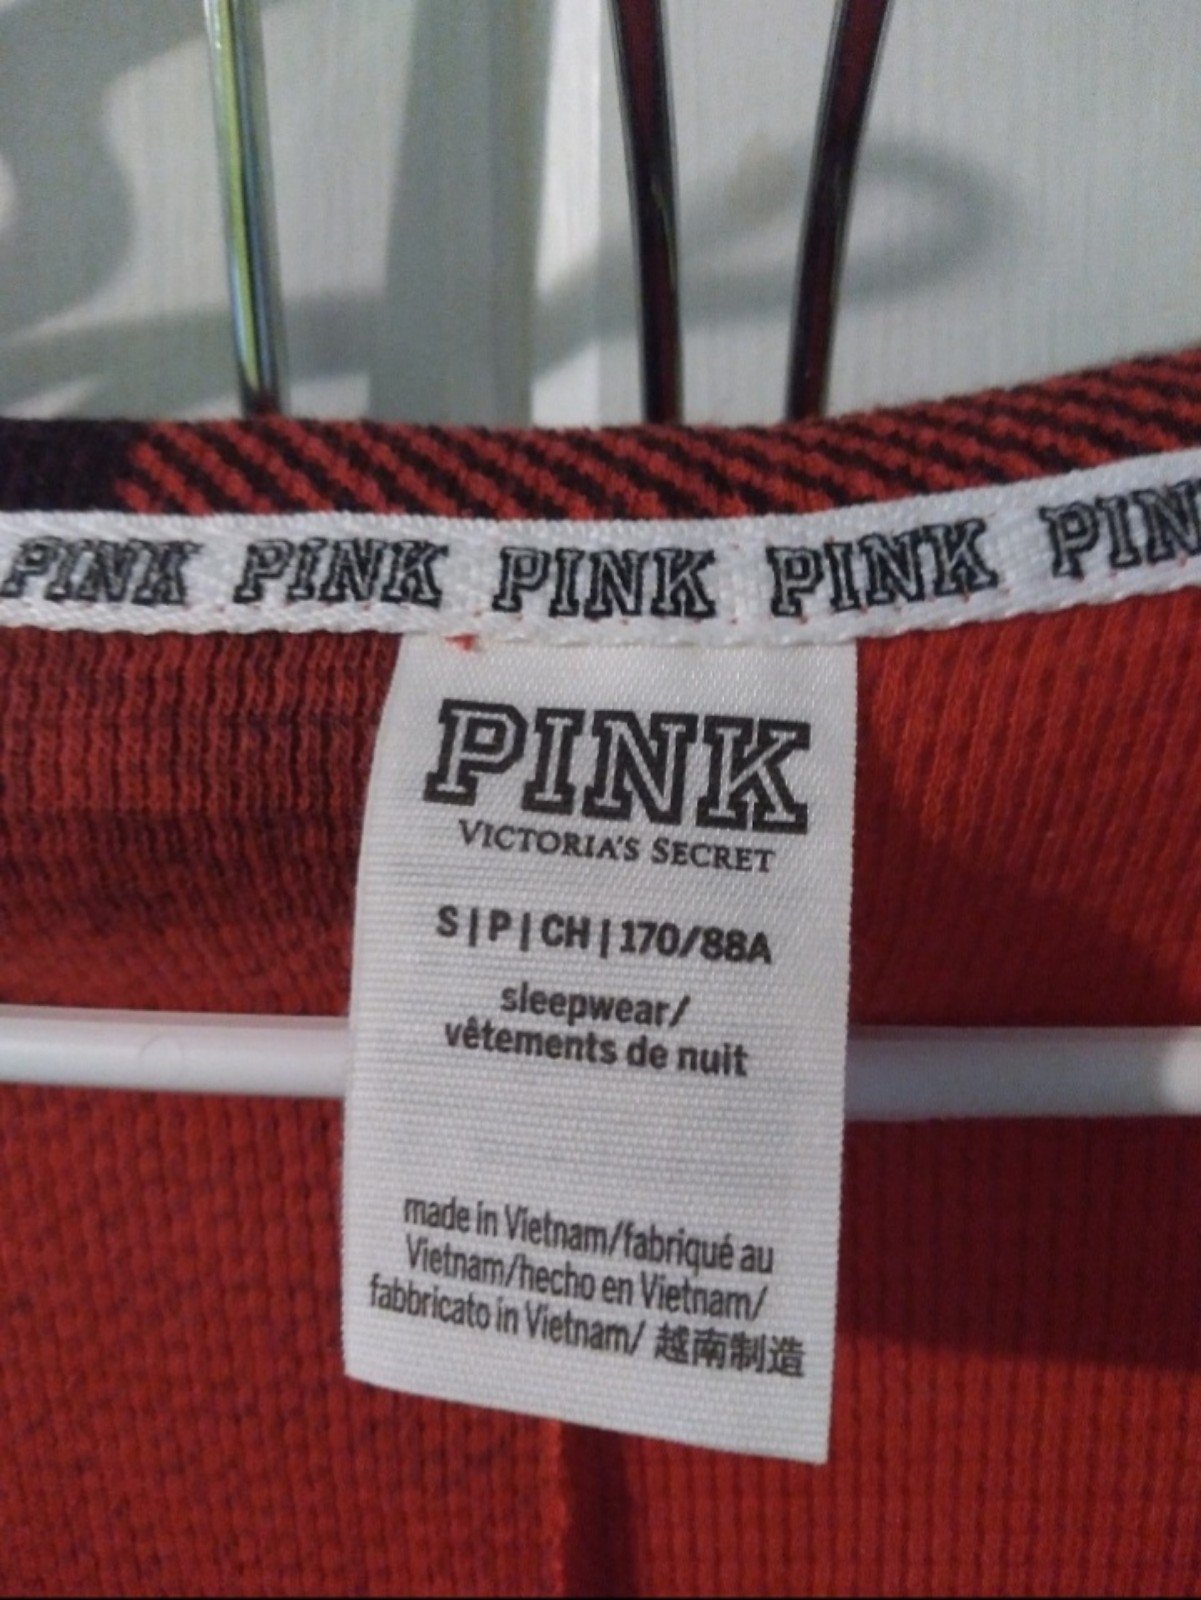 PINK PINK PINK PINK PIN
PINK
VICTORIA'S SECRET
S | P | CH | 170/88A
sleepwear/
vêtements de nuit
made in Vietnam/fabriqué au
Vietnam/hecho en Vietnam/
fabbricato in Vietnam/ 越南制造